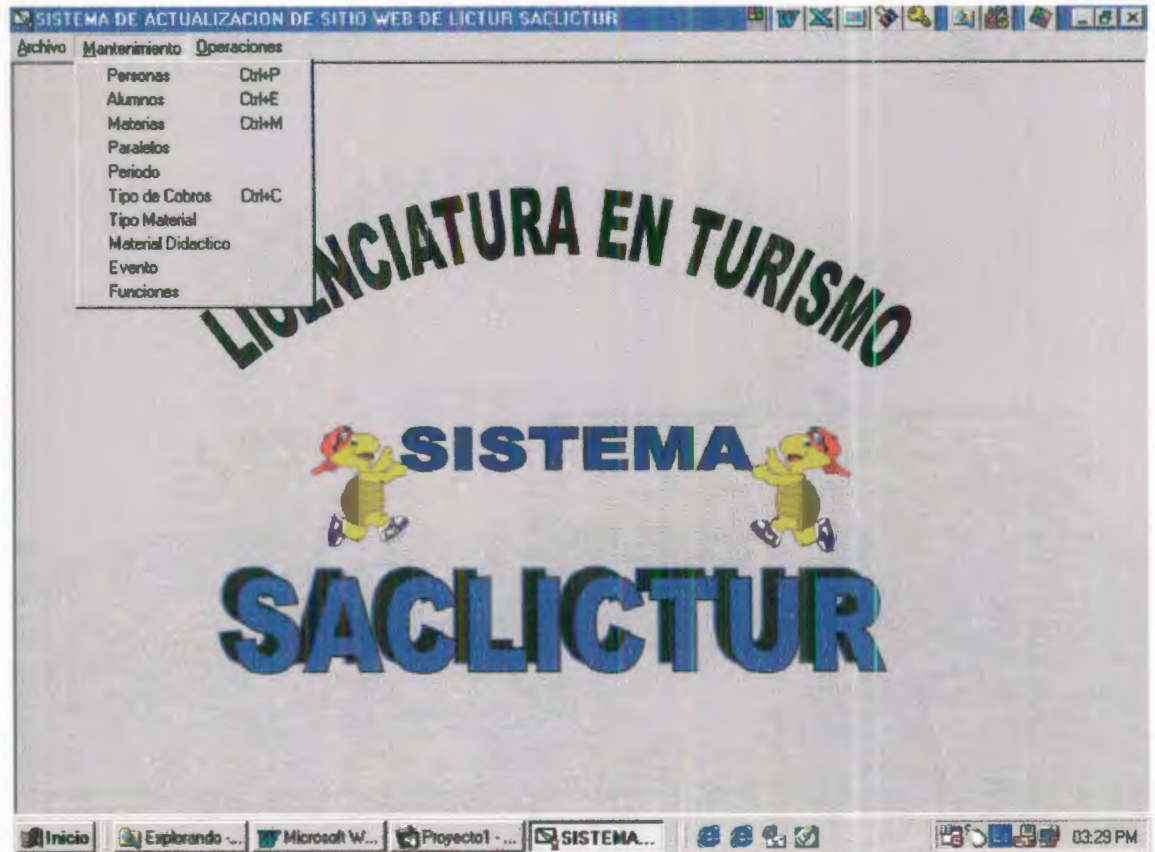 SISTEMA DE ACTUALIZACION DE SITIO WEB DE LICTUR SACLICTUR
Archivo Mantenimiento Operaciones
Personas Ctrl+P
Alumnos Ctrl+E
Materias Ctrl+M
Paralelos
Periodo
Tipo de Cobros Ctrl+C
Tipo Material
Material Didactico
Evento
Funciones
LICENCIATURA EN TURISMO
SISTEMA
SACLICTUR
Inicio Explorando -... Microsoft W... Proyecto1 - ... SISTEMA... 03:29 PM